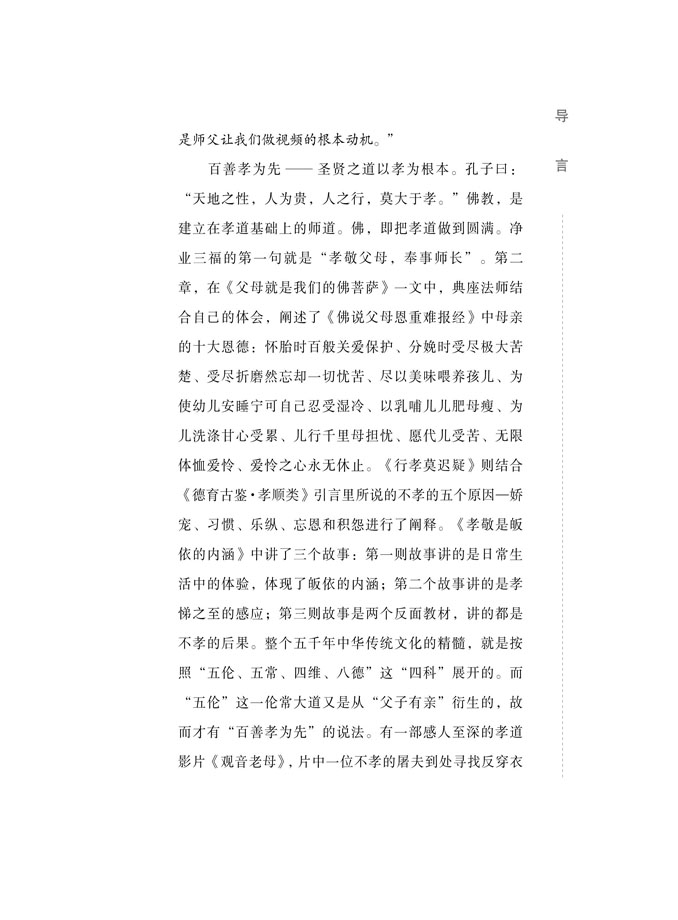 导言
是师父让我们做视频的根本动机。”
百善孝为先——圣贤之道以孝为根本。孔子曰：
“天地之性，人为贵，人之行，莫大于孝。”佛教，是
建立在孝道基础上的师道。佛，即把孝道做到圆满。净
业三福的第一句就是“孝敬父母，奉事师长”。第二
章，在《父母就是我们的佛菩萨》一文中，典座法师结
合自己的体会，阐述了《佛说父母恩重难报经》中母亲
的十大恩德：怀胎时百般关爱保护、分娩时受尽极大苦
楚、受尽折磨然忘却一切忧苦、尽以美味喂养孩儿、为
使幼儿安睡宁可自己忍受湿冷、以乳哺儿儿肥母瘦、为
儿洗涤甘心受累、儿行千里母担忧、愿代儿受苦、无限
体恤爱怜、爱怜之心永无休止。《行孝莫迟疑》则结合
《德育古鉴·孝顺类》引言里所说的不孝的五个原因—娇
宠、习惯、乐纵、忘恩和积怨进行了阐释。《孝敬是皈
依的内涵》中讲了三个故事：第一则故事讲的是日常生
活中的体验，体现了皈依的内涵；第二个故事讲的是孝
悌之至的感应；第三则故事是两个反面教材，讲的都是
不孝的后果。整个五千年中华传统文化的精髓，就是按
照“五伦、五常、四维、八德”这“四科”展开的。而
“五伦”这一伦常大道又是从“父子有亲”衍生的，故
而才有“百善孝为先”的说法。有一部感人至深的孝道
影片《观音老母》，片中一位不孝的屠夫到处寻找反穿衣